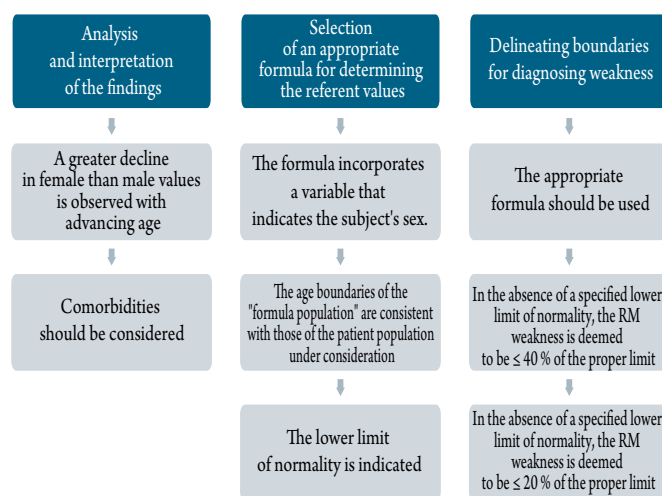 Analysis
and interpretation
of the findings
A greater decline
in female than male values
is observed with
advancing age
Comorbidities
should be considered
Selection
of an appropriate
formula for determining
the referent values
The formula incorporates
a variable that
indicates the subject's sex.
The age boundaries of the
"formula population" are consistent
with those of the patient population
under consideration
The lower limit
of normality is indicated
Delineating boundaries
for diagnosing weakness
The appropriate
formula should be used
In the absence of a specified lower
limit of normality, the RM
weakness is deemed
to be ≤ 40 % of the proper limit
In the absence of a specified lower
limit of normality, the RM
weakness is deemed
to be ≤ 20 % of the proper limit